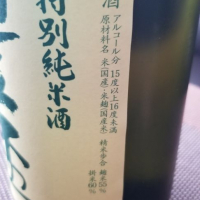 酒
アルコール分 15度以上16度未満
原材料名 米(国産)・米麹(国産米)
精米歩合 麹米55%
掛米60%
特別純米酒